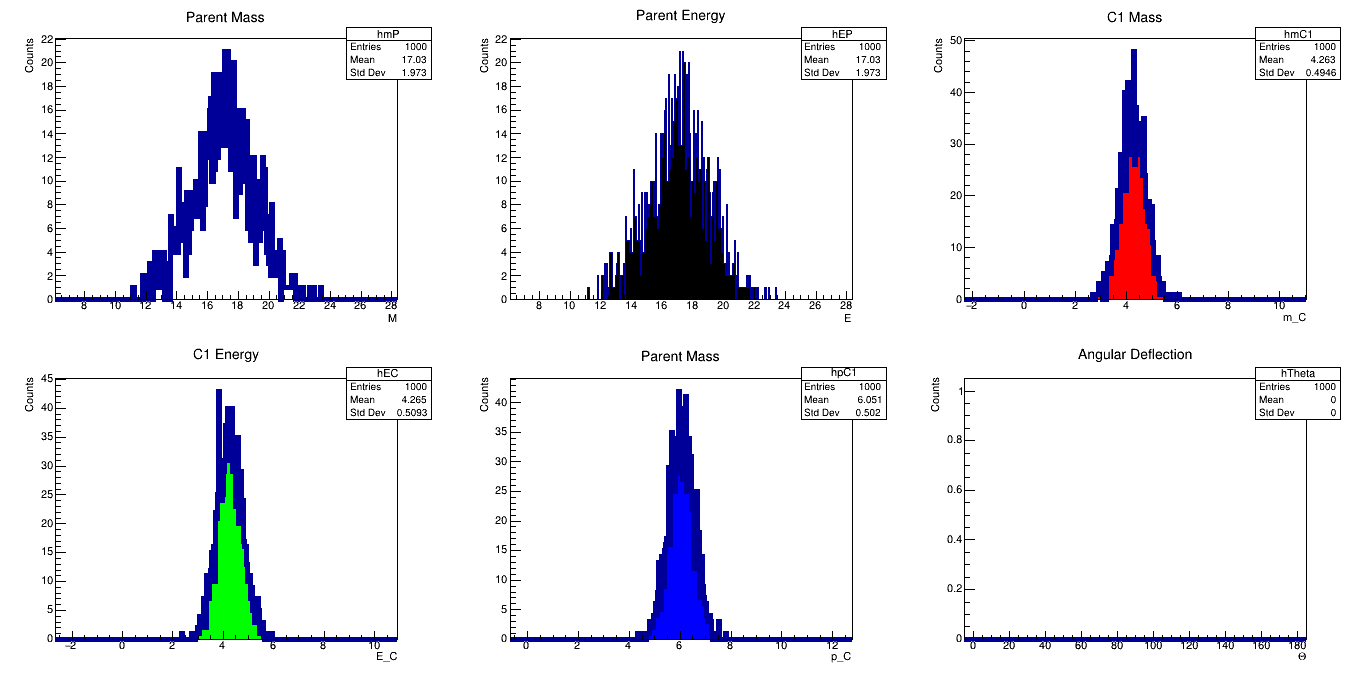 Parent Mass
Counts
hmP
Entries 1000
Mean 17.03
Std Dev 1.973
22
20
18
16
14
12
10
8
6
4
2
0
8 10 12 14 16 18 20 22 24 26 28
M
Parent Energy
Counts
hEP
Entries 1000
Mean 17.03
Std Dev 1.973
22
20
18
16
14
12
10
8
6
4
2
0
8 10 12 14 16 18 20 22 24 26 28
E
C1 Mass
Counts
hmC1
Entries 1000
Mean 4.263
Std Dev 0.4946
50
40
30
20
10
0
−2 0 2 4 6 8 10
m_C
C1 Energy
Counts
hEC
Entries 1000
Mean 4.265
Std Dev 0.5093
45
40
35
30
25
20
15
10
5
0
−2 0 2 4 6 8 10
E_C
Parent Mass
Counts
hpC1
Entries 1000
Mean 6.051
Std Dev 0.502
40
35
30
25
20
15
10
5
0
0 2 4 6 8 10 12
p_C
Angular Deflection
Counts
hTheta
Entries 1000
Mean 0
Std Dev 0
1
0.8
0.6
0.4
0.2
0
0 20 40 60 80 100 120 140 160 180
Θ